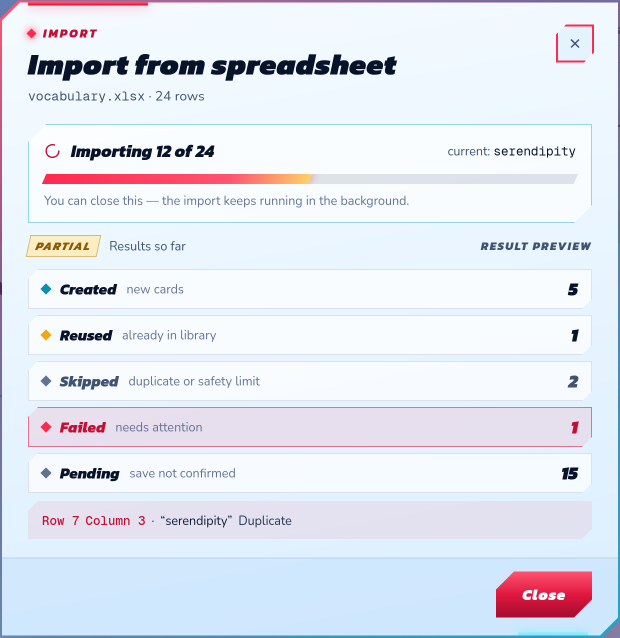 IMPORT
Import from spreadsheet
vocabulary.xlsx · 24 rows
Importing 12 of 24 current: serendipity
You can close this — the import keeps running in the background.
PARTIAL Results so far RESULT PREVIEW
Created new cards 5
Reused already in library 1
Skipped duplicate or safety limit 2
Failed needs attention 1
Pending save not confirmed 15
Row 7 Column 3 · “serendipity” Duplicate
Close